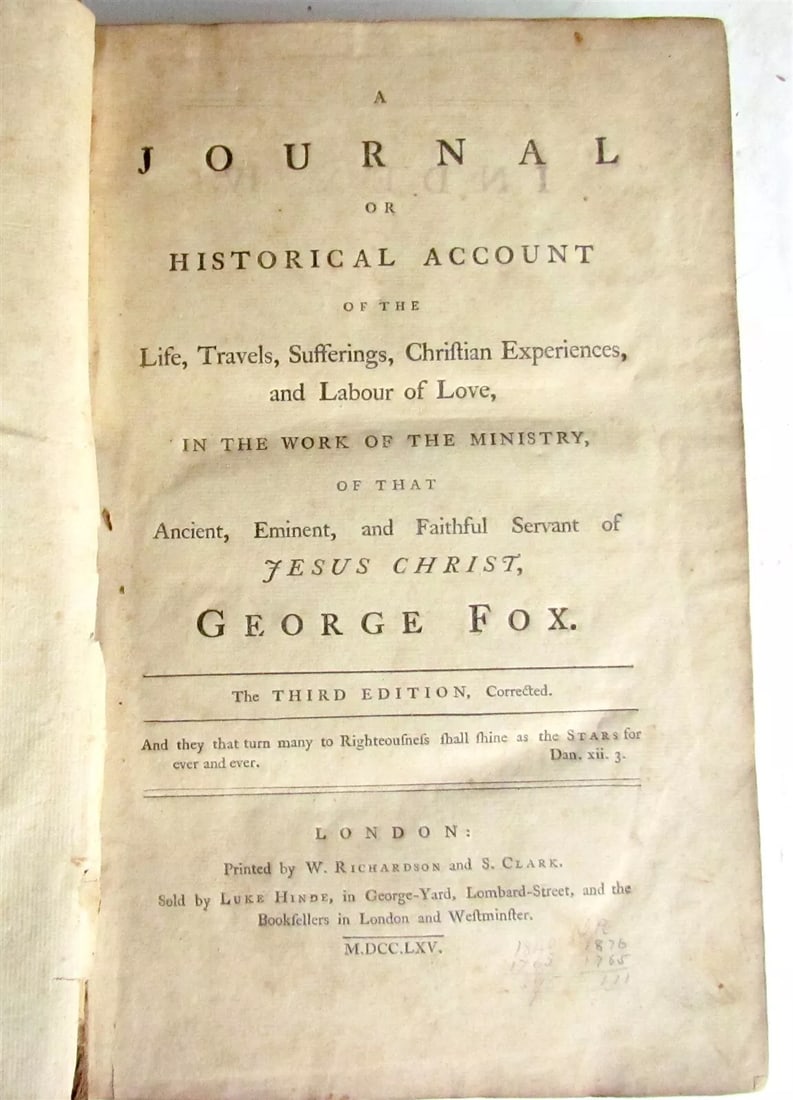 A
JOURNAL
OR
HISTORICAL ACCOUNT
OF THE
Life, Travels, Sufferings, Chriſtian Experiences,
and Labour of Love,
IN THE WORK OF THE MINISTRY,
OF THAT
Ancient, Eminent, and Faithful Servant of
JESUS CHRIST,
GEORGE FOX.
The THIRD EDITION, Corrected.
And they that turn many to Righteouſneſs ſhall ſhine as the STARS for
ever and ever. Dan. xii. 3.
LONDON:
Printed by W. RICHARDSON and S. CLARK.
Sold by LUKE HINDE, in George-Yard, Lombard-Street, and the
Bookſellers in London and Weſtminſter.
M.DCC.LXV.
1876
1765
111